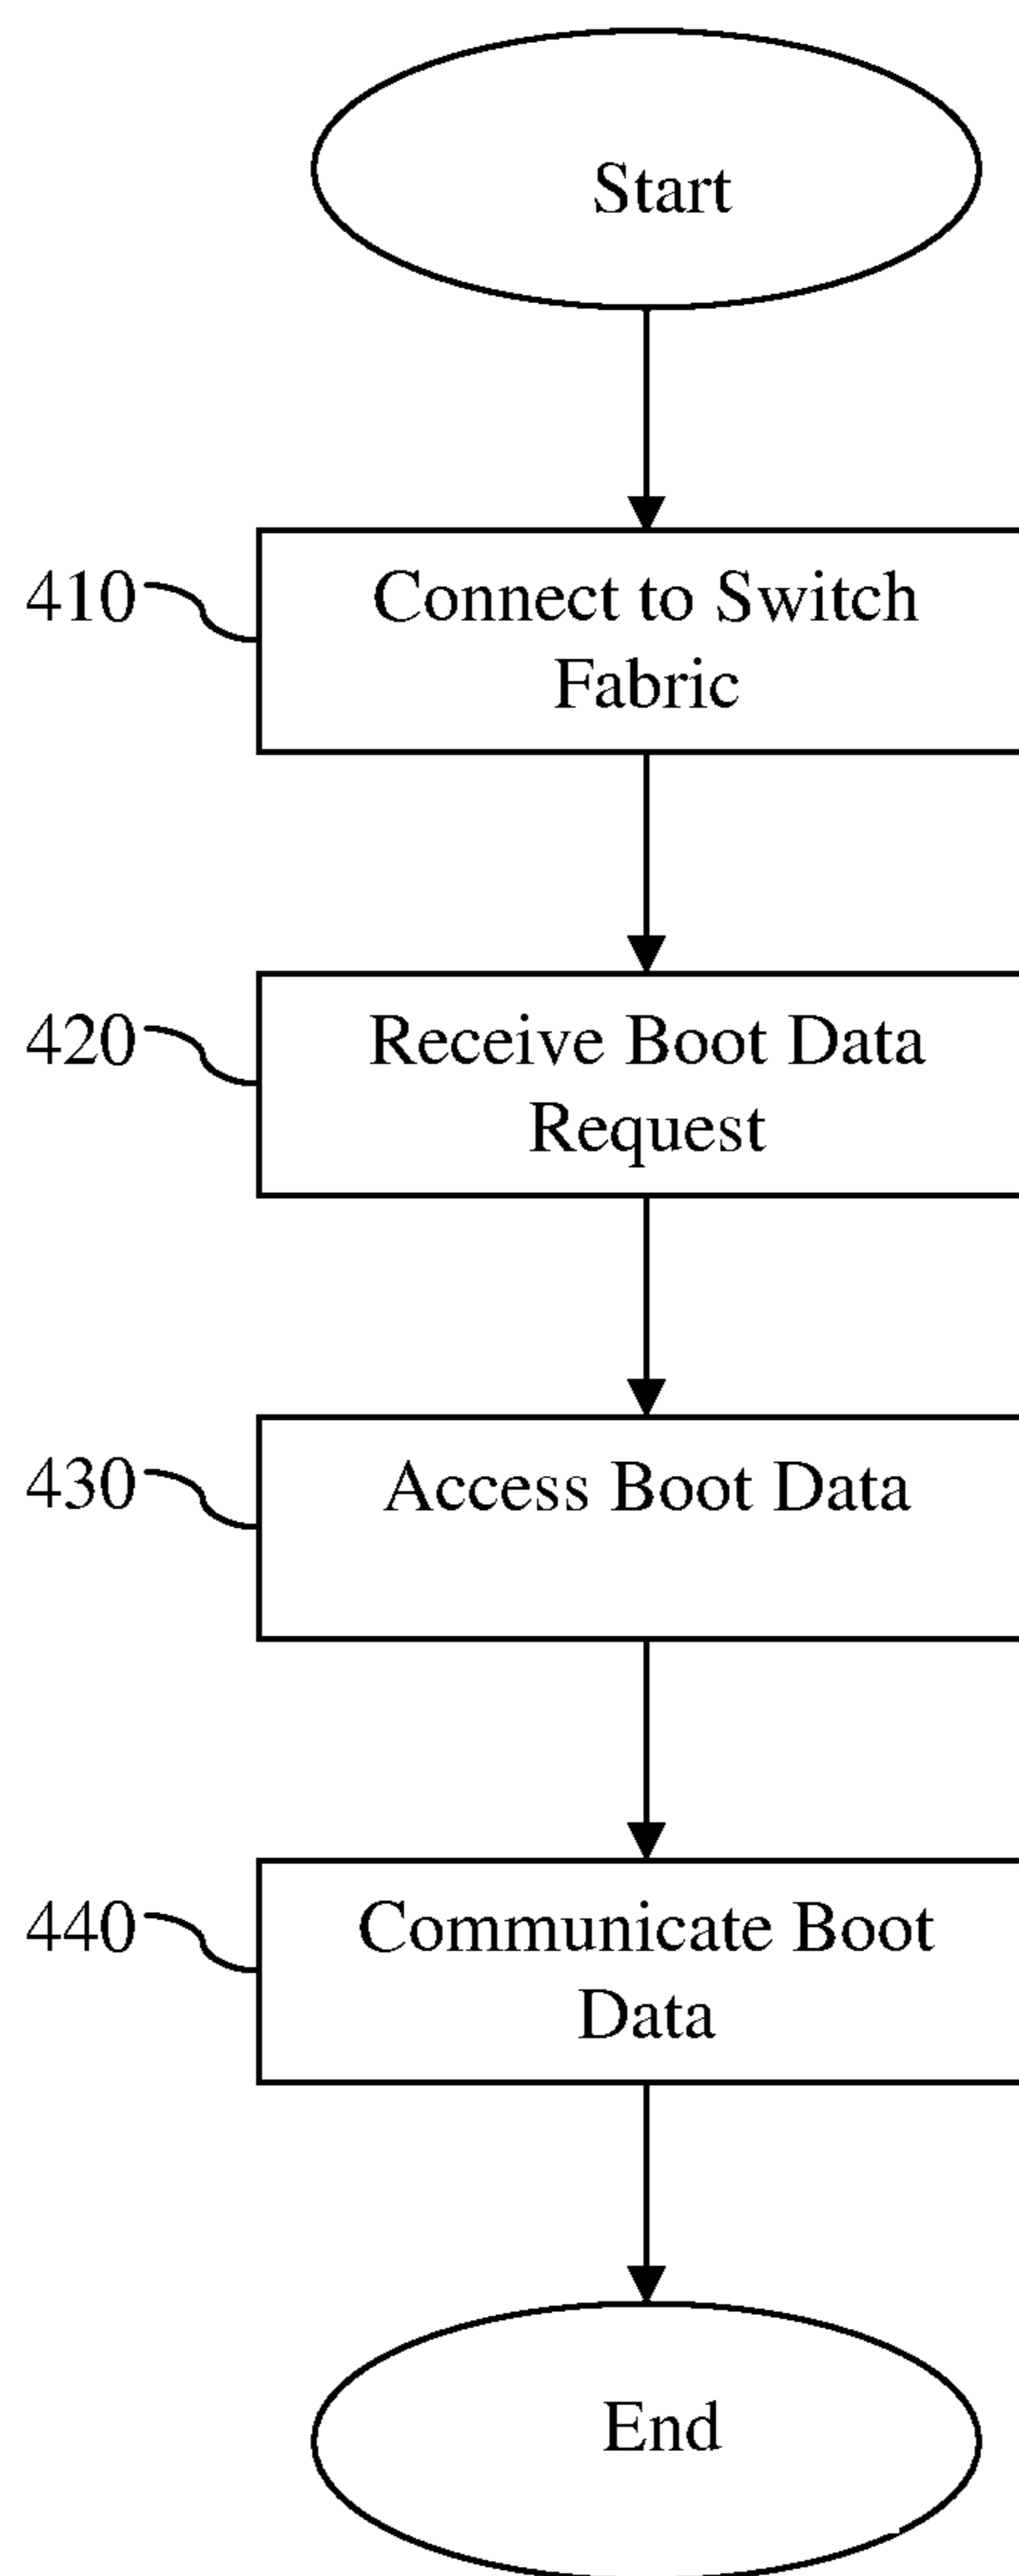 Start
410
Connect to Switch
Fabric
420
Receive Boot Data
Request
430
Access Boot Data
440
Communicate Boot
Data
End